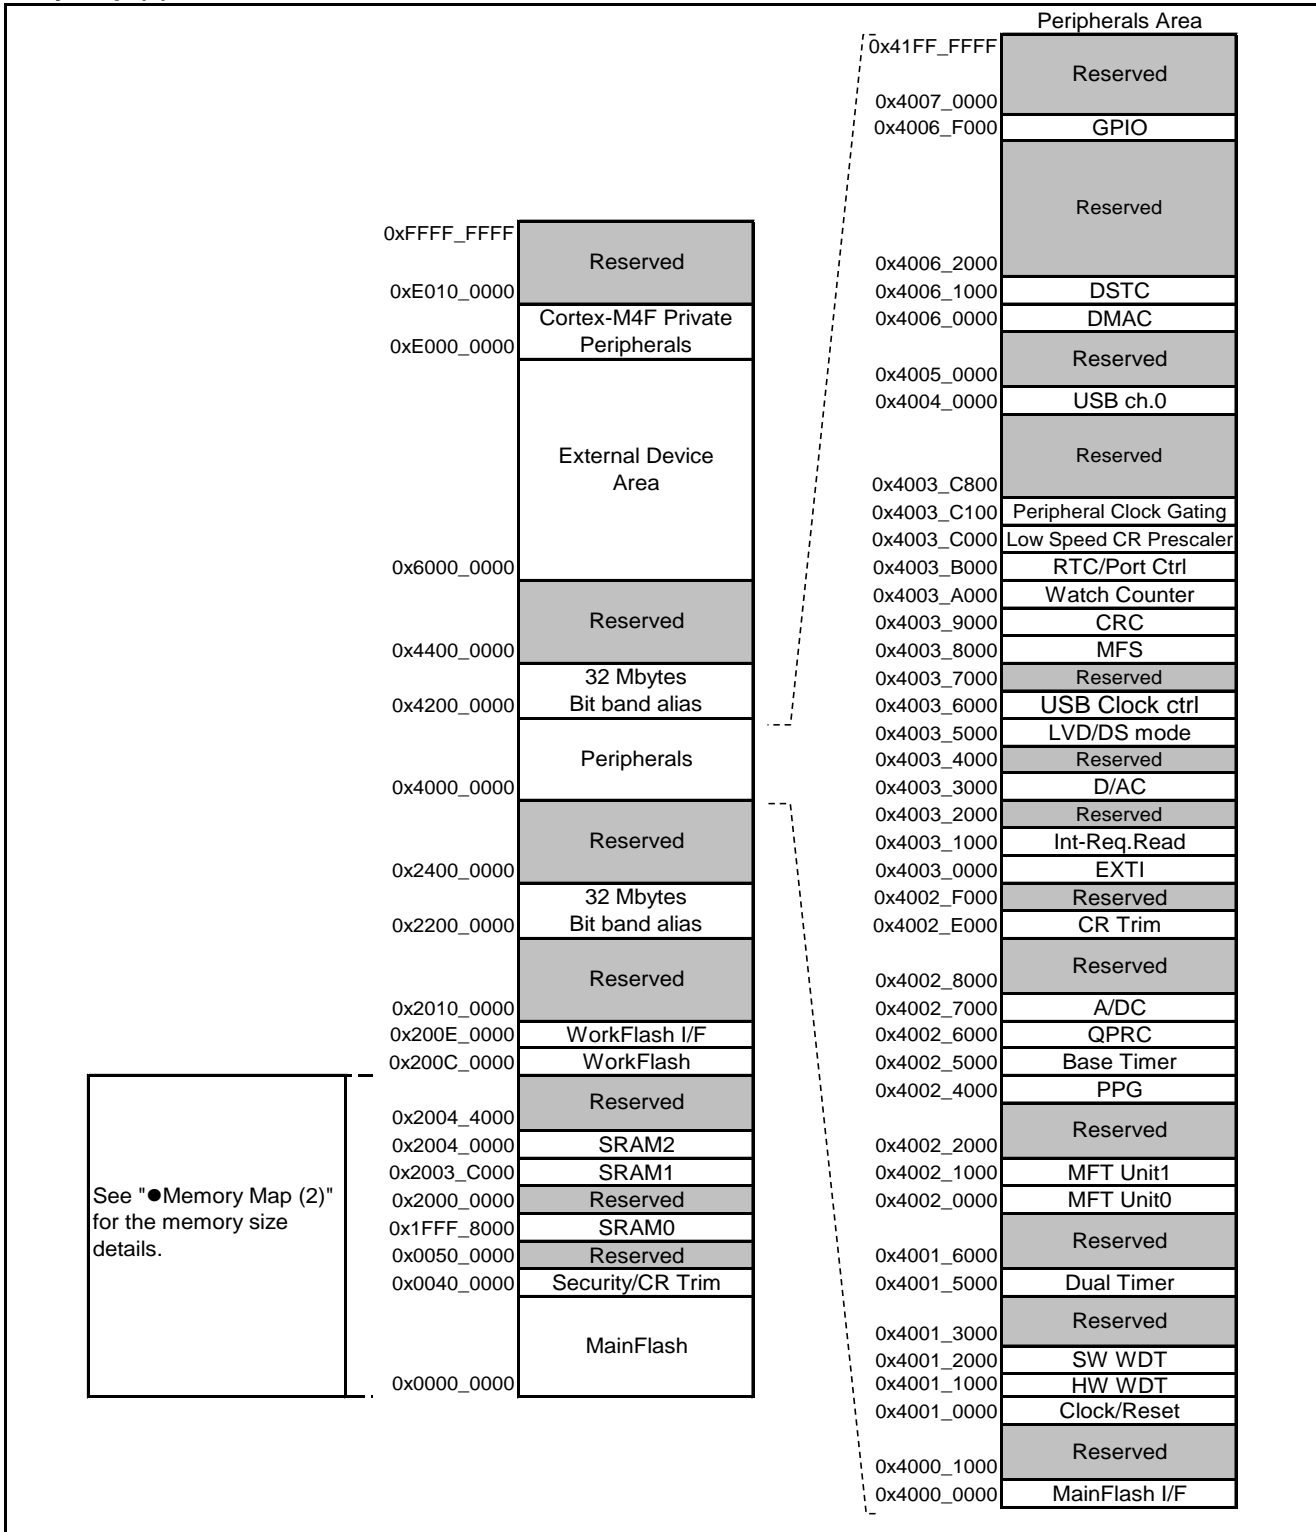 0xFFFF_FFFF
Reserved
0xE010_0000
Cortex-M4F Private
Peripherals
0xE000_0000
External Device
Area
0x6000_0000
Reserved
0x4400_0000
32 Mbytes
Bit band alias
0x4200_0000
Peripherals
0x4000_0000
Reserved
0x2400_0000
32 Mbytes
Bit band alias
0x2200_0000
Reserved
0x2010_0000
0x200E_0000 WorkFlash I/F
0x200C_0000 WorkFlash
Reserved
0x2004_4000
0x2004_0000 SRAM2
0x2003_C000 SRAM1
0x2000_0000 Reserved
0x1FFF_8000 SRAM0
0x0050_0000 Reserved
0x0040_0000 Security/CR Trim
MainFlash
0x0000_0000
See "●Memory Map (2)"
for the memory size
details.
Peripherals Area
0x41FF_FFFF
Reserved
0x4007_0000
0x4006_F000 GPIO
Reserved
0x4006_2000
0x4006_1000 DSTC
0x4006_0000 DMAC
Reserved
0x4005_0000
0x4004_0000 USB ch.0
Reserved
0x4003_C800
0x4003_C100 Peripheral Clock Gating
0x4003_C000 Low Speed CR Prescaler
0x4003_B000 RTC/Port Ctrl
0x4003_A000 Watch Counter
0x4003_9000 CRC
0x4003_8000 MFS
0x4003_7000 Reserved
0x4003_6000 USB Clock ctrl
0x4003_5000 LVD/DS mode
0x4003_4000 Reserved
0x4003_3000 D/AC
0x4003_2000 Reserved
0x4003_1000 Int-Req.Read
0x4003_0000 EXTI
0x4002_F000 Reserved
0x4002_E000 CR Trim
Reserved
0x4002_8000
0x4002_7000 A/DC
0x4002_6000 QPRC
0x4002_5000 Base Timer
0x4002_4000 PPG
Reserved
0x4002_2000
0x4002_1000 MFT Unit1
0x4002_0000 MFT Unit0
Reserved
0x4001_6000
0x4001_5000 Dual Timer
Reserved
0x4001_3000
0x4001_2000 SW WDT
0x4001_1000 HW WDT
0x4001_0000 Clock/Reset
Reserved
0x4000_1000
0x4000_0000 MainFlash I/F